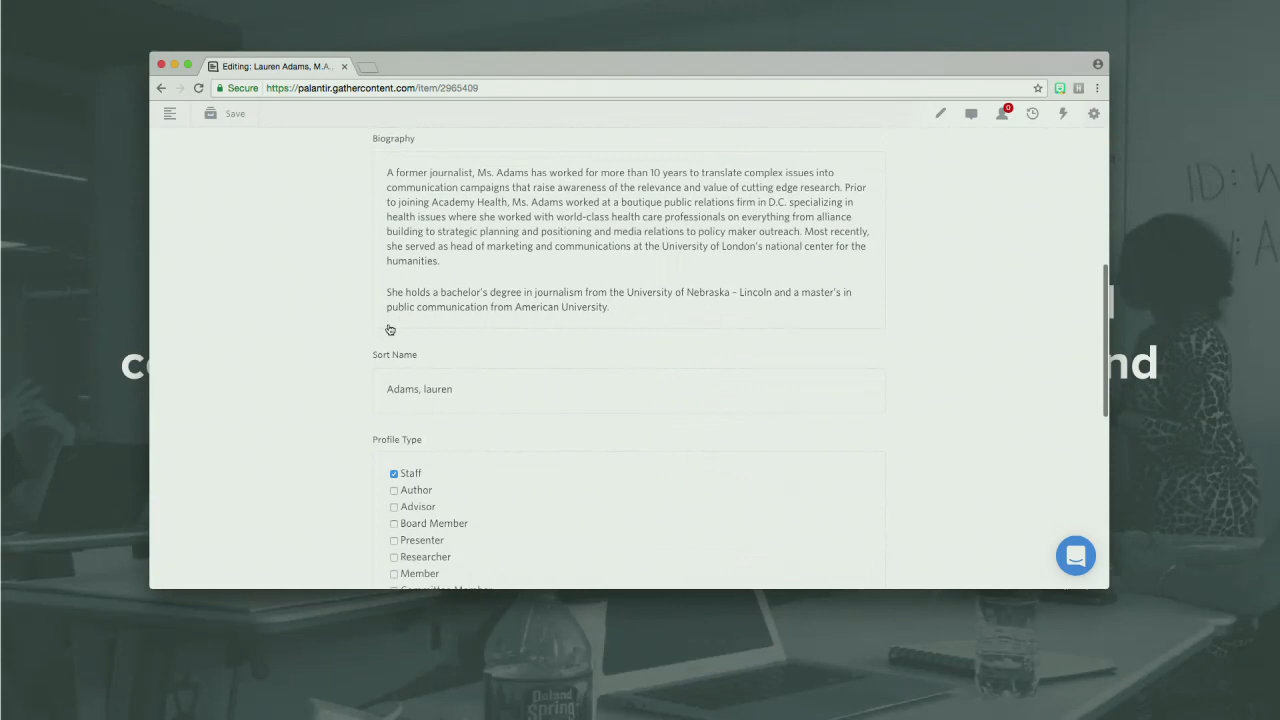 Editing: Lauren Adams, M.A.
Secure https://palantir.gathercontent.com/item/2965409
Save
0
Biography
A former journalist, Ms. Adams has worked for more than 10 years to translate complex issues into
communication campaigns that raise awareness of the relevance and value of cutting edge research. Prior
to joining Academy Health, Ms. Adams worked at a boutique public relations firm in D.C. specializing in
health issues where she worked with world-class health care professionals on everything from alliance
building to strategic planning and positioning and media relations to policy maker outreach. Most recently,
she served as head of marketing and communications at the University of London's national center for the
humanities.
She holds a bachelor's degree in journalism from the University of Nebraska – Lincoln and a master's in
public communication from American University.
Sort Name
Adams, lauren
Profile Type
Staff
Author
Advisor
Board Member
Presenter
Researcher
Member
Committee Member
ID: W
: A
co
nd
Poland
Spring